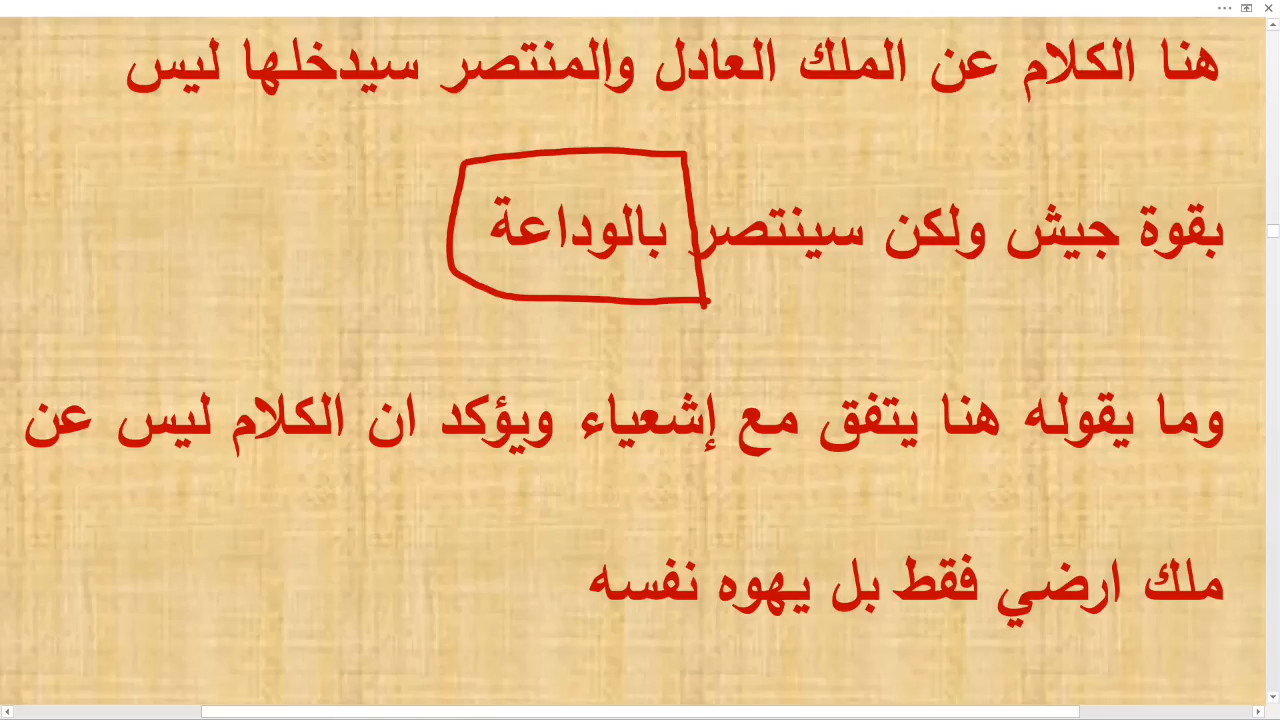 هنا الكلام عن الملك العادل والمنتصر سيدخلها ليس
بقوة جيش ولكن سينتصر بالوداعة
وما يقوله هنا يتفق مع إشعياء ويؤكد ان الكلام ليس عن
ملك ارضي فقط بل يهوه نفسه